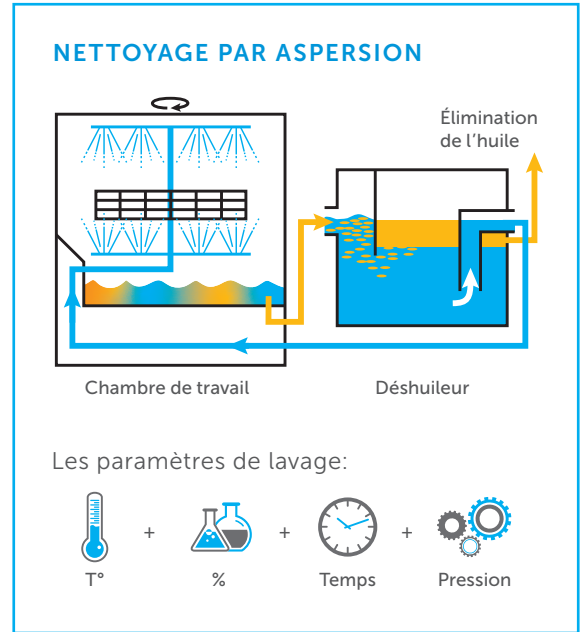 NETTOYAGE PAR ASPERSION
Élimination
de l'huile
Chambre de travail
Déshuileur
Les paramètres de lavage:
+
+
+
T°
%
Temps
Pression